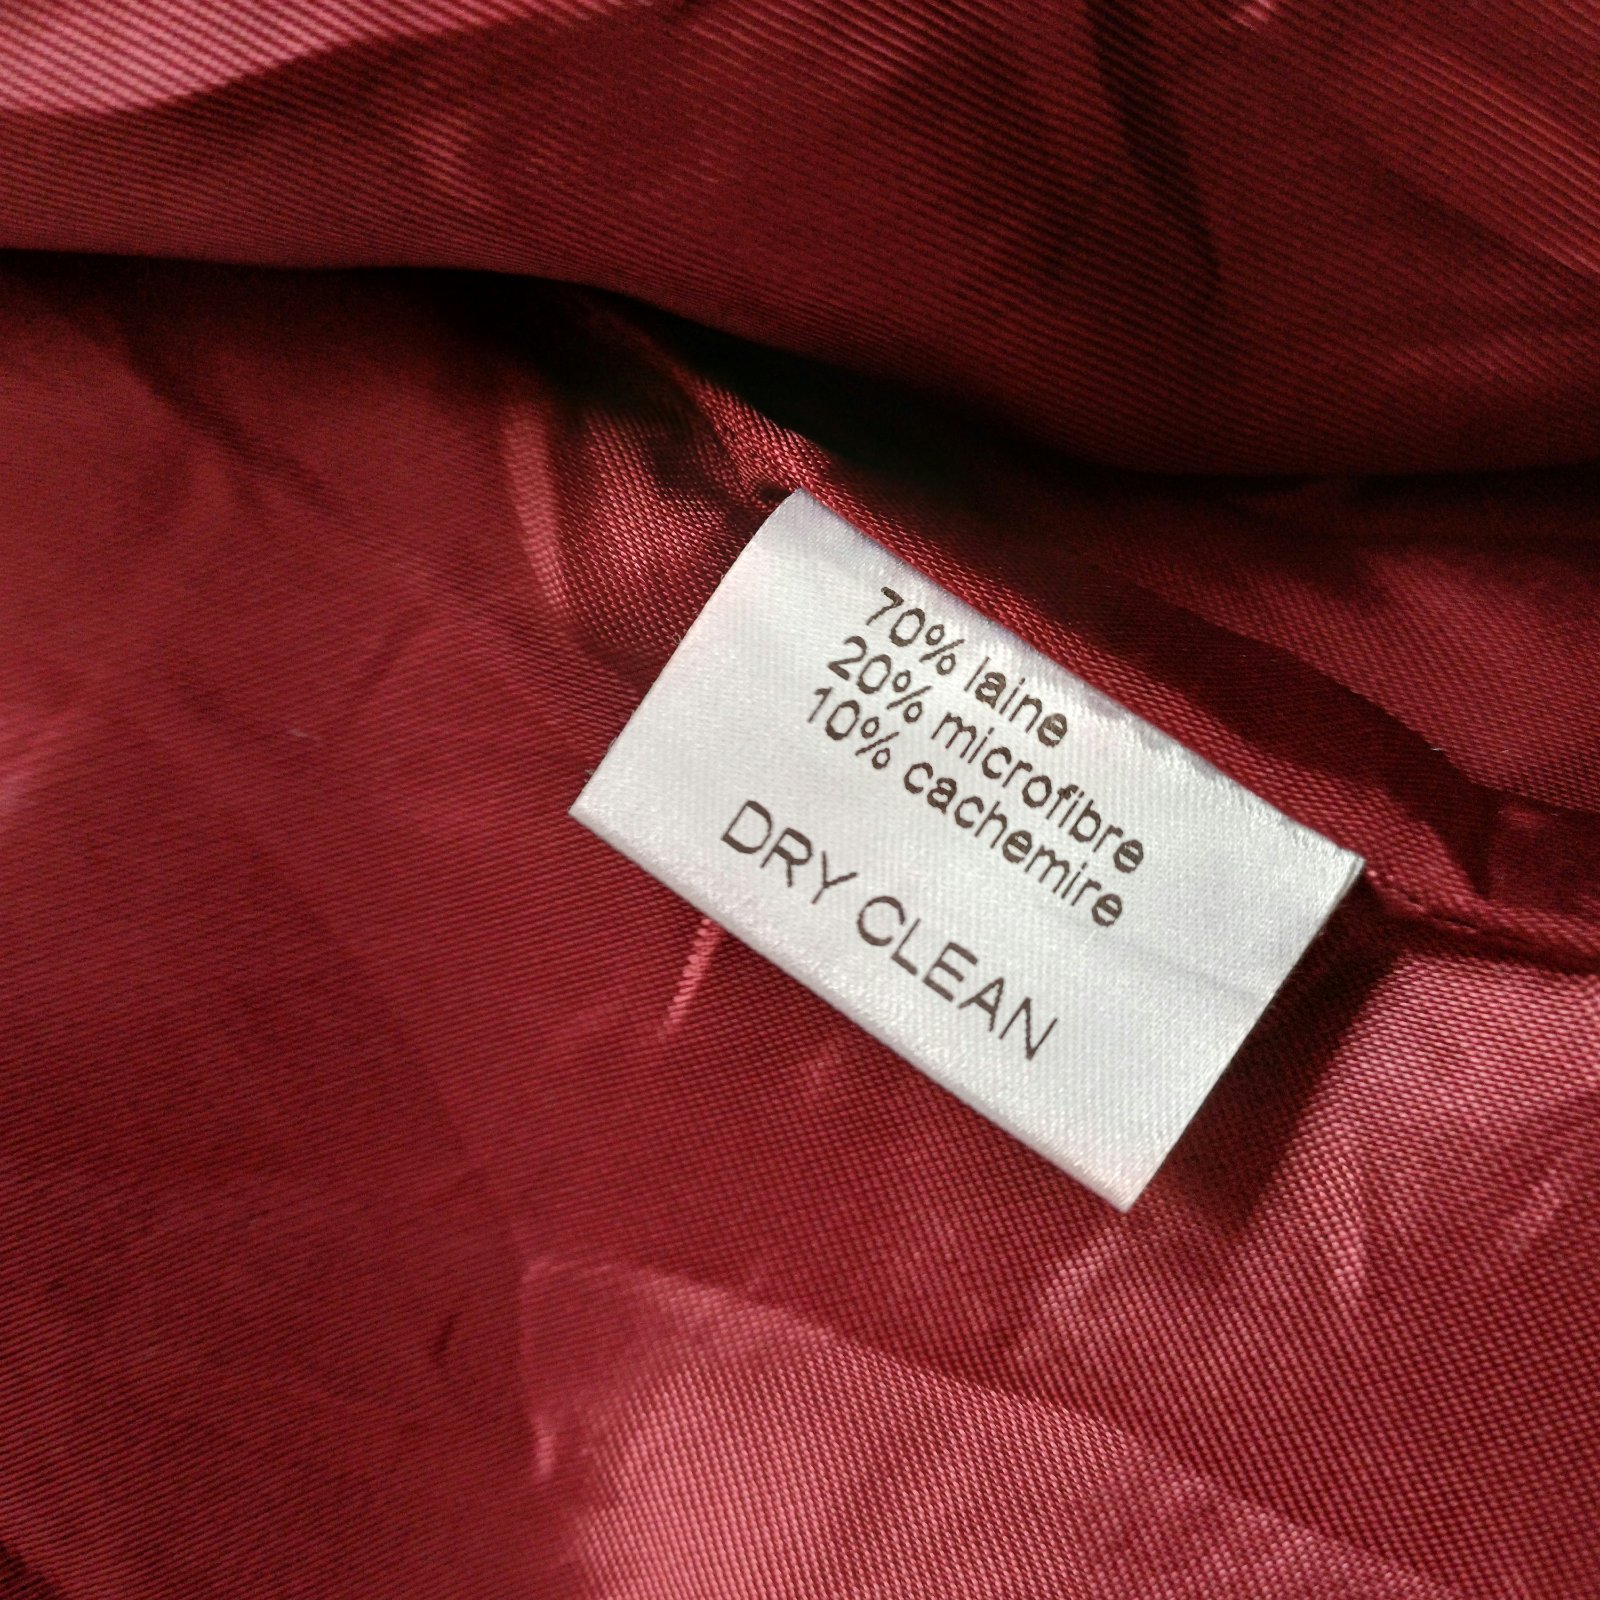 70% laine
20% microfibre
10% cachemire
DRY CLEAN